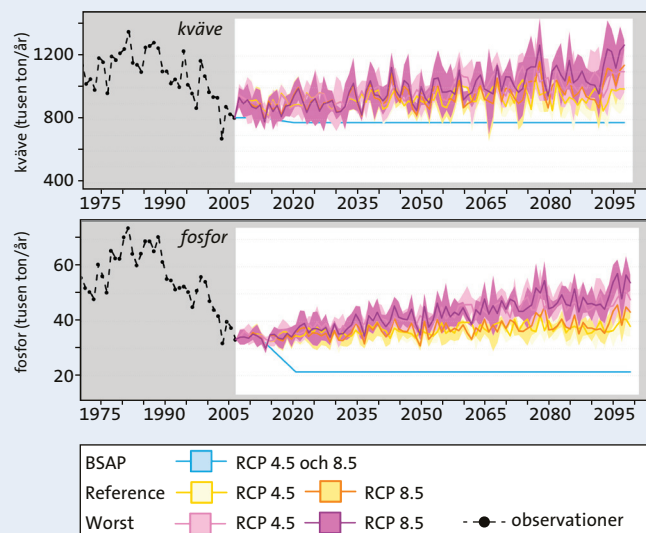 kväve
kväve (tusen ton/år)
1200
1000
800
600
400
1975 1990 2005 2020 2035 2050 2065 2080 2095
fosfor
fosfor (tusen ton/år)
60
40
20
1975 1990 2005 2020 2035 2050 2065 2080 2095
BSAP RCP 4.5 och 8.5
Reference RCP 4.5 RCP 8.5
Worst RCP 4.5 RCP 8.5 observationer